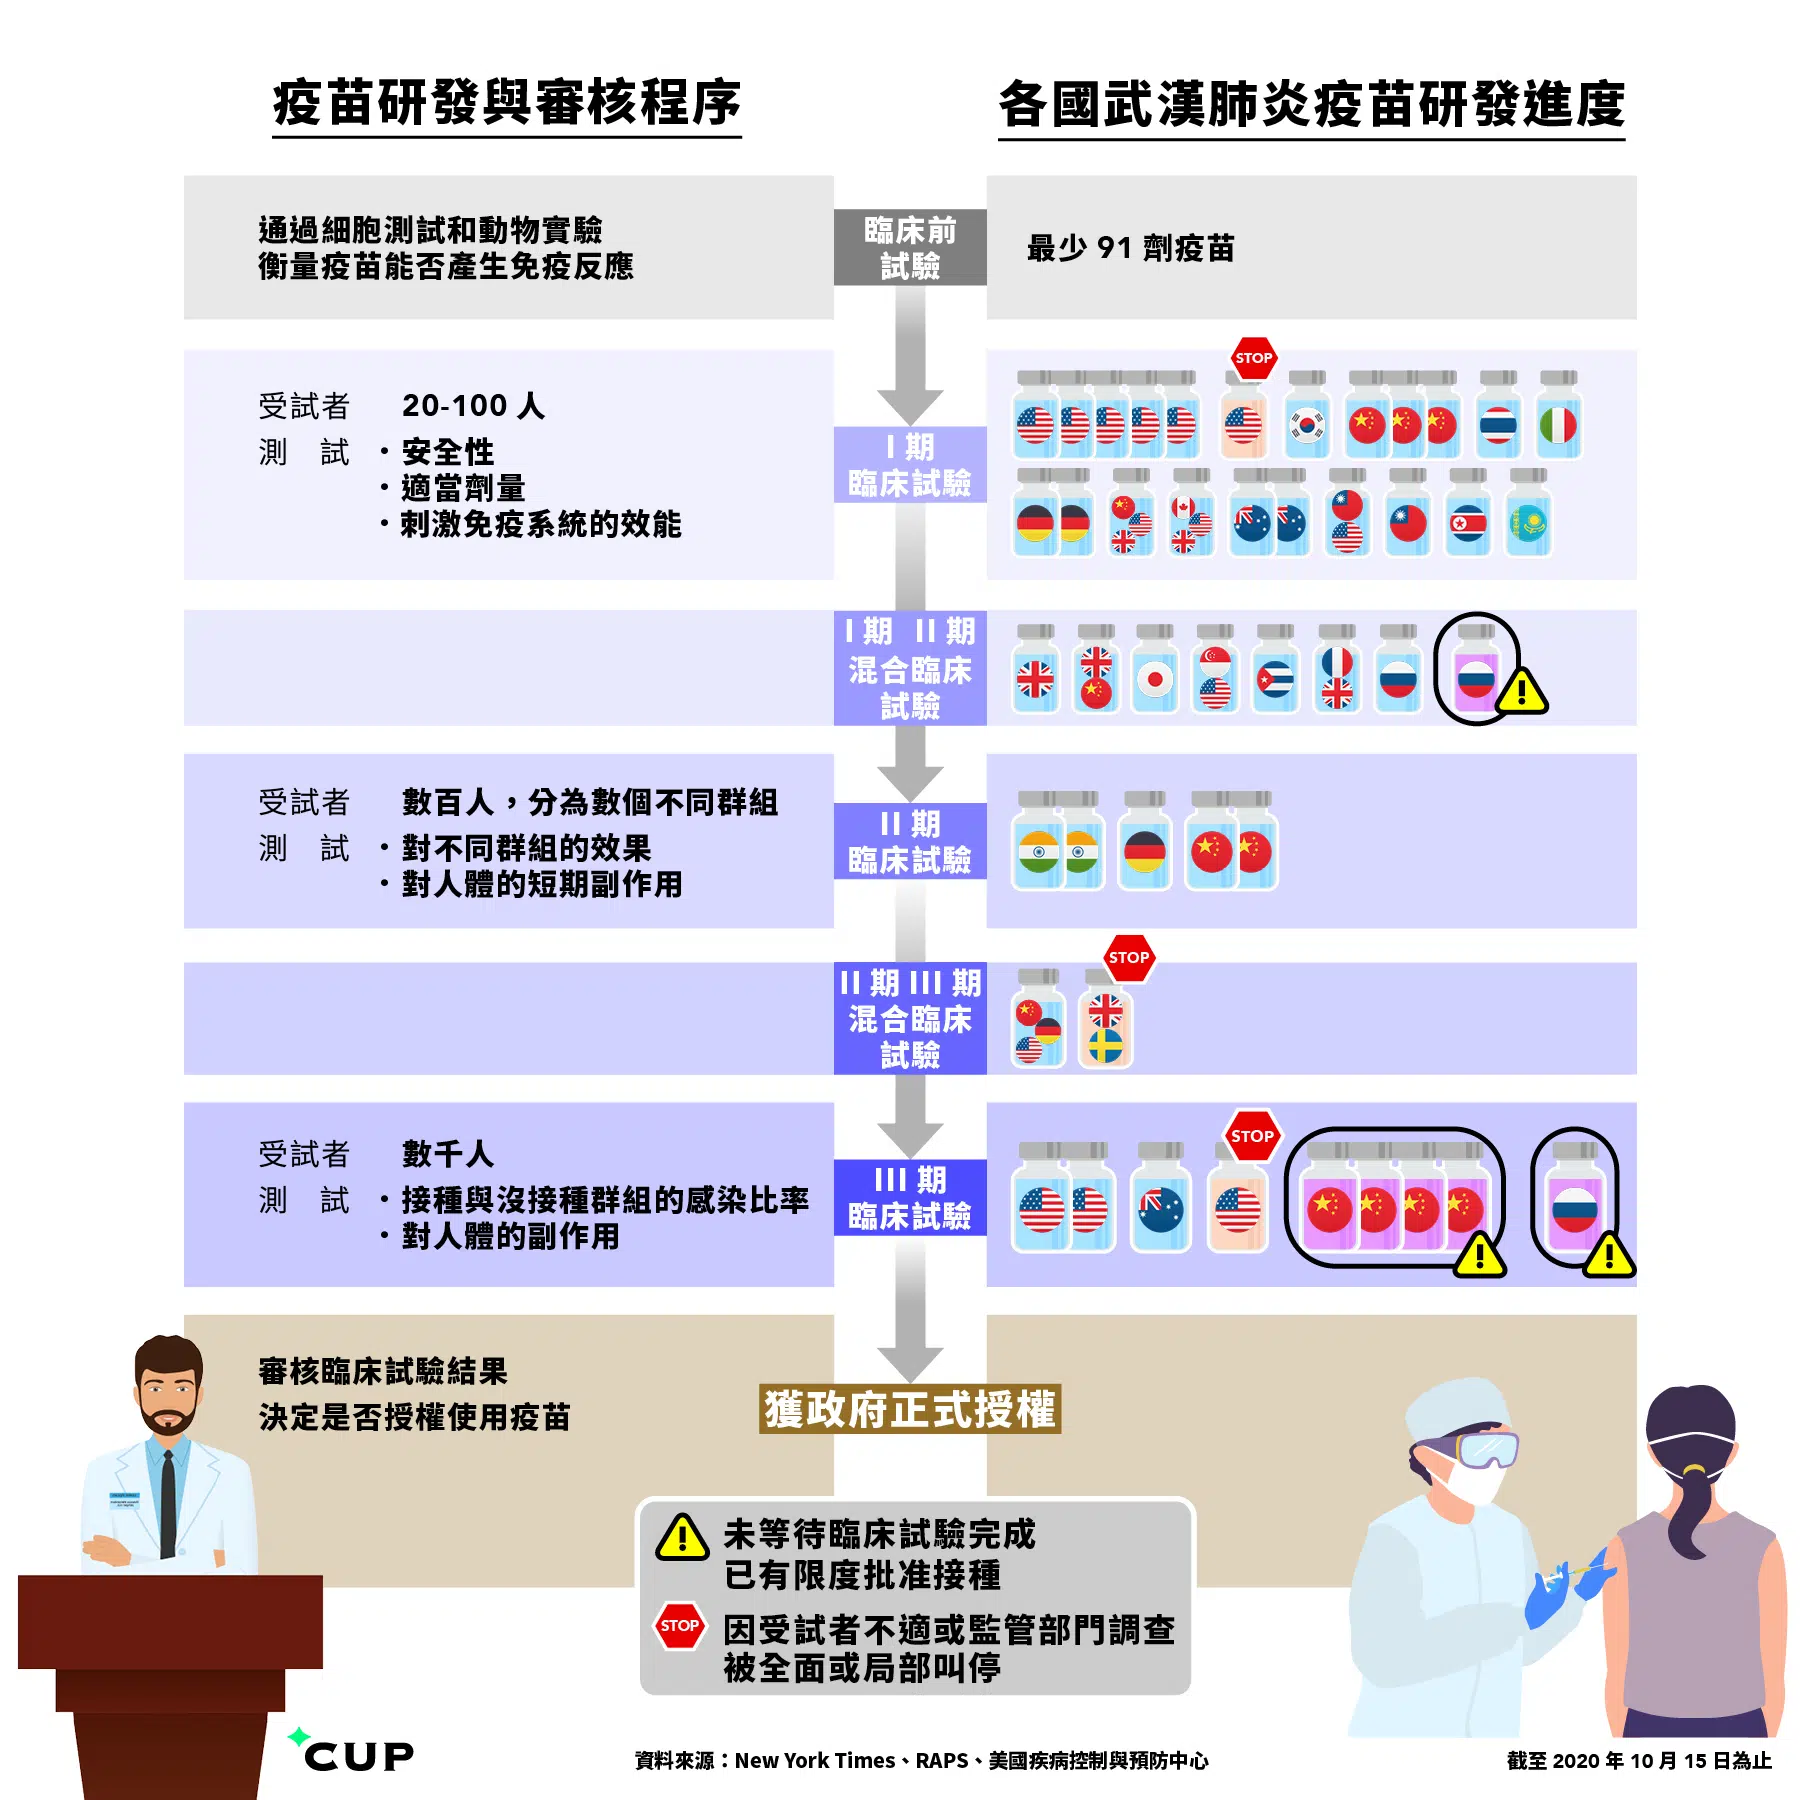 疫苗研發與審核程序
各國武漢肺炎疫苗研發進度
通過細胞測試和動物實驗
衡量疫苗能否產生免疫反應
臨床前
試驗
最少 91 劑疫苗
受試者 20-100 人
測 試 ・安全性
・適當劑量
・刺激免疫系統的效能
I 期
臨床試驗
STOP
I 期 II 期
混合臨床
試驗
受試者 數百人，分為數個不同群組
測 試 ・對不同群組的效果
・對人體的短期副作用
II 期
臨床試驗
II 期 III 期
混合臨床
試驗
STOP
受試者 數千人
測 試 ・接種與沒接種群組的感染比率
・對人體的副作用
III 期
臨床試驗
STOP
審核臨床試驗結果
決定是否授權使用疫苗
獲政府正式授權
未等待臨床試驗完成
已有限度批准接種
STOP
因受試者不適或監管部門調查
被全面或局部叫停
CUP
資料來源：New York Times、RAPS、美國疾病控制與預防中心
截至 2020 年 10 月 15 日為止